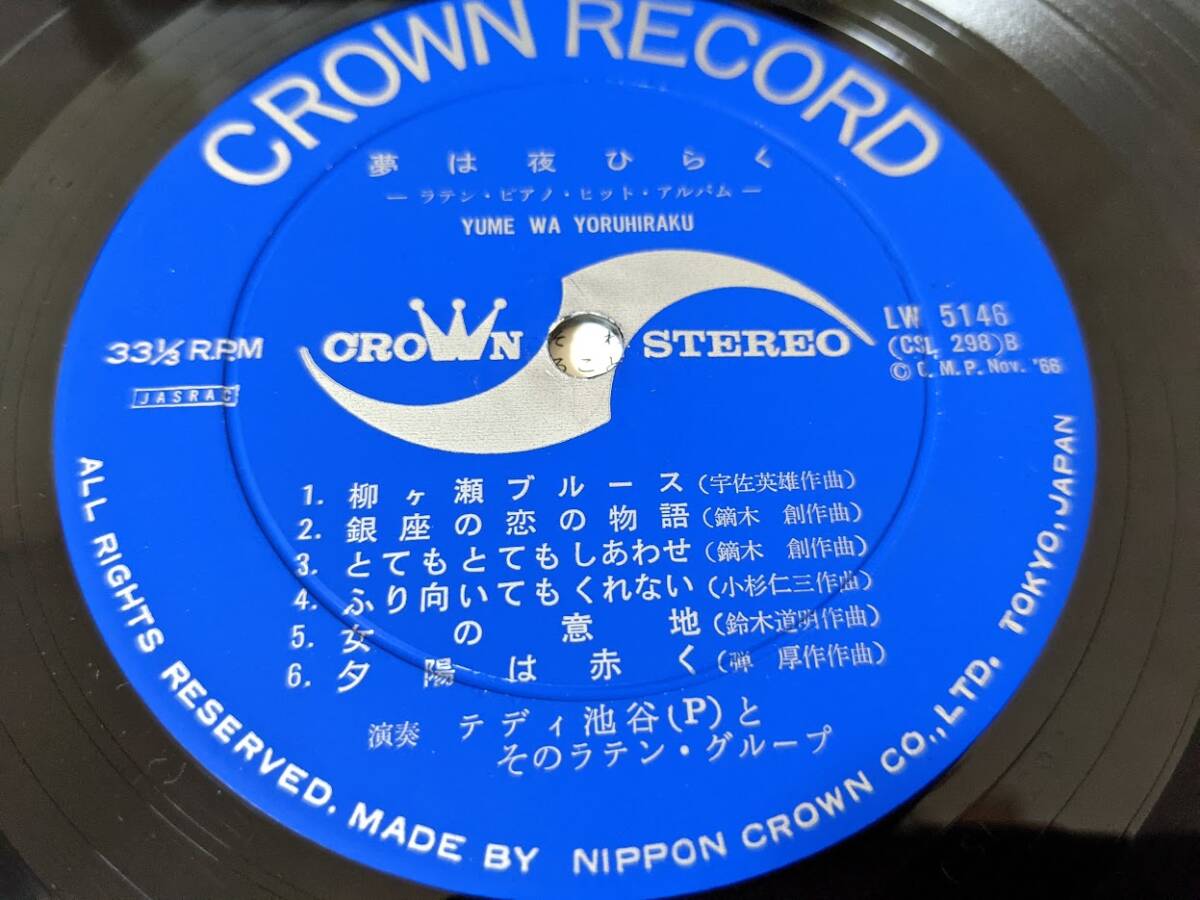 CROWN RECORD
夢は夜ひらく
— ラテン・ピアノ・ヒット・アルバム —
YUME WA YORUHIRAKU
33⅓ R.P.M
JASRAC
CROWN STEREO
LW 5146
(CSL 298)B
© C. M. P. Nov. '66
1. 柳ヶ瀬ブルース (宇佐英雄作曲)
2. 銀座の恋の物語 (鏑木 創作曲)
3. とてもとてもしあわせ (鏑木 創作曲)
4. ふり向いてもくれない (小杉仁三作曲)
5. 女の意地 (鈴木道明作曲)
6. 夕陽は赤く (弾 厚作作曲)
演奏 テディ池谷(P)と
そのラテン・グループ
ALL RIGHTS RESERVED. MADE BY NIPPON CROWN CO.,LTD. TOKYO, JAPAN